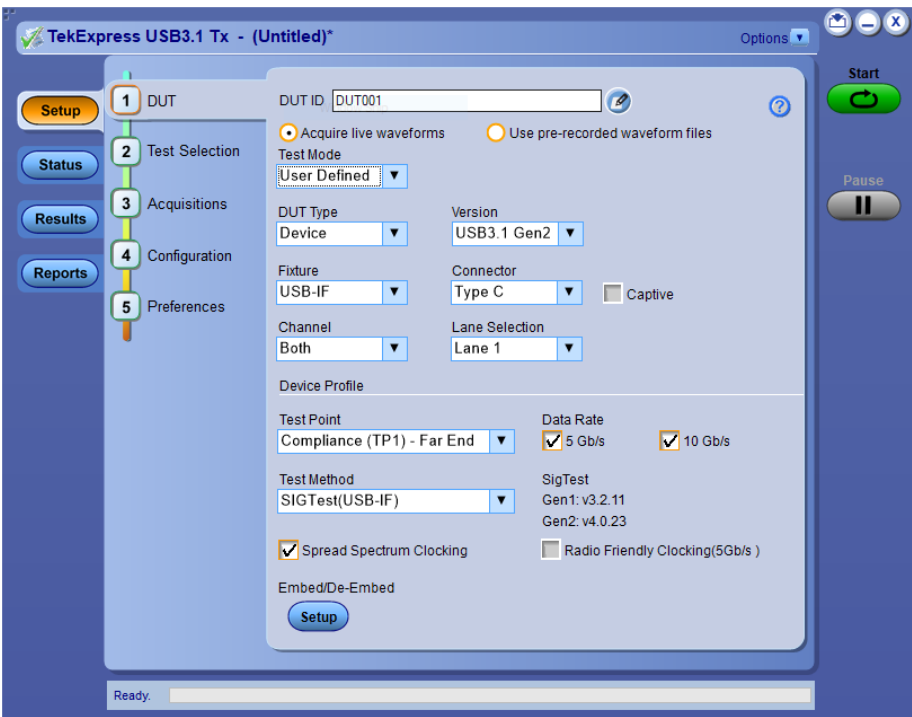 TekExpress USB3.1 Tx - (Untitled)*
Options
Start
Pause
Setup
Status
Results
Reports
1 DUT
2 Test Selection
3 Acquisitions
4 Configuration
5 Preferences
DUT ID DUT001
?
Acquire live waveforms Use pre-recorded waveform files
Test Mode
User Defined
DUT Type Version
Device USB3.1 Gen2
Fixture Connector
USB-IF Type C Captive
Channel Lane Selection
Both Lane 1
Device Profile
Test Point Data Rate
Compliance (TP1) - Far End 5 Gb/s 10 Gb/s
Test Method SigTest
SIGTest(USB-IF) Gen1: v3.2.11
Gen2: v4.0.23
Spread Spectrum Clocking Radio Friendly Clocking(5Gb/s )
Embed/De-Embed
Setup
Ready.